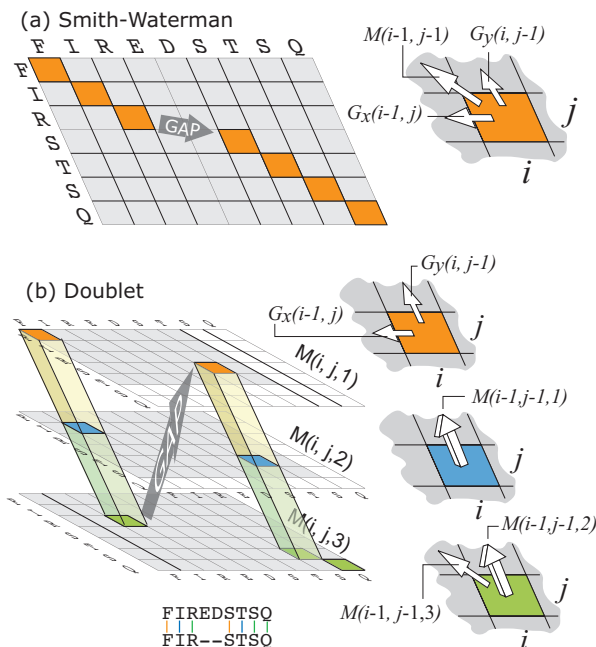 (a) Smith-Waterman
F I R E D S T S Q
F
I
R
S
T
S
Q
GAP
M(i-1, j-1)
Gy(i, j-1)
Gx(i-1, j)
j
i
(b) Doublet
Gy(i, j-1)
Gx(i-1, j)
j
i
M(i, j,1)
M(i, j,2)
M(i, j,3)
GAP
M(i-1,j-1,1)
j
i
M(i-1,j-1,2)
M(i-1, j-1,3)
j
i
FIREDSTSQ
FIR--STSQ